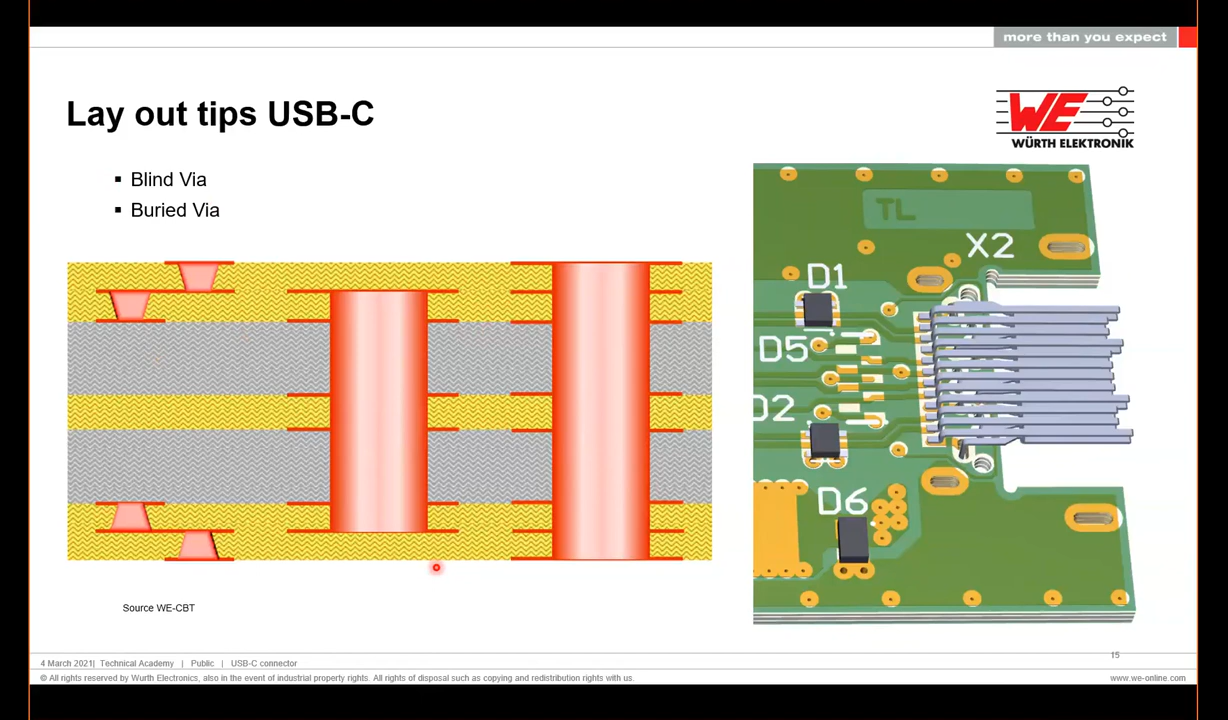 more than you expect
Lay out tips USB-C
WE
WÜRTH ELEKTRONIK
▪ Blind Via
▪ Buried Via
TL
X2
D1
D5
D2
D6
Source WE-CBT
15
4 March 2021| Technical Academy | Public | USB-C connector
© All rights reserved by Wurth Electronics, also in the event of industrial property rights. All rights of disposal such as copying and redistribution rights with us.
www.we-online.com